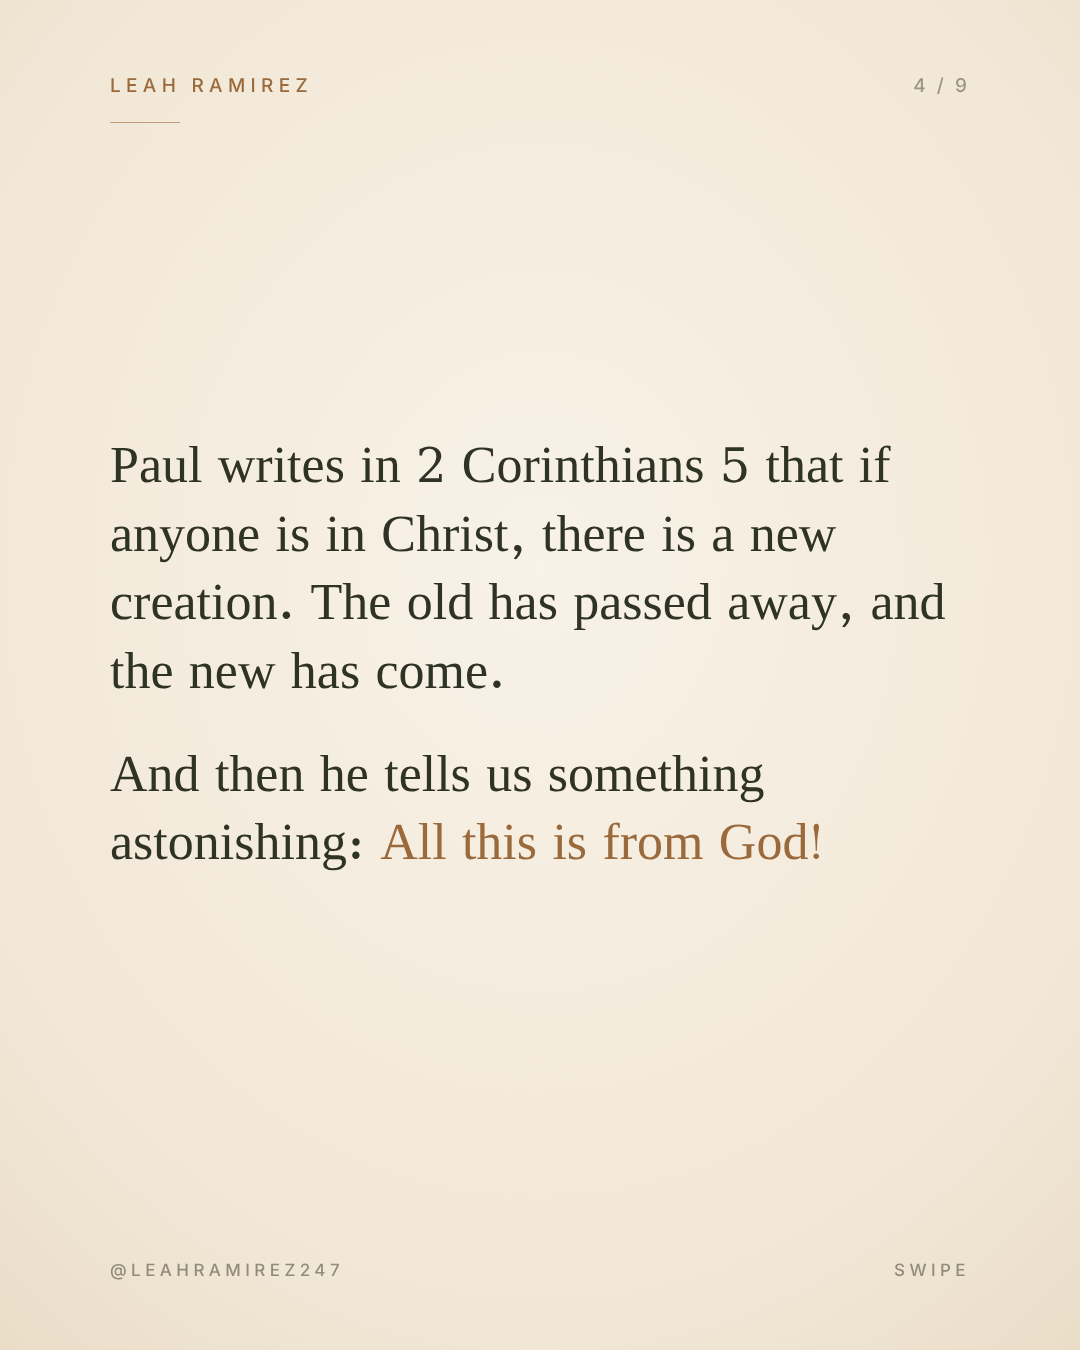 LEAH RAMIREZ
4 / 9
Paul writes in 2 Corinthians 5 that if
anyone is in Christ, there is a new
creation. The old has passed away, and
the new has come.
And then he tells us something
astonishing: All this is from God!
@LEAHRAMIREZ247
SWIPE